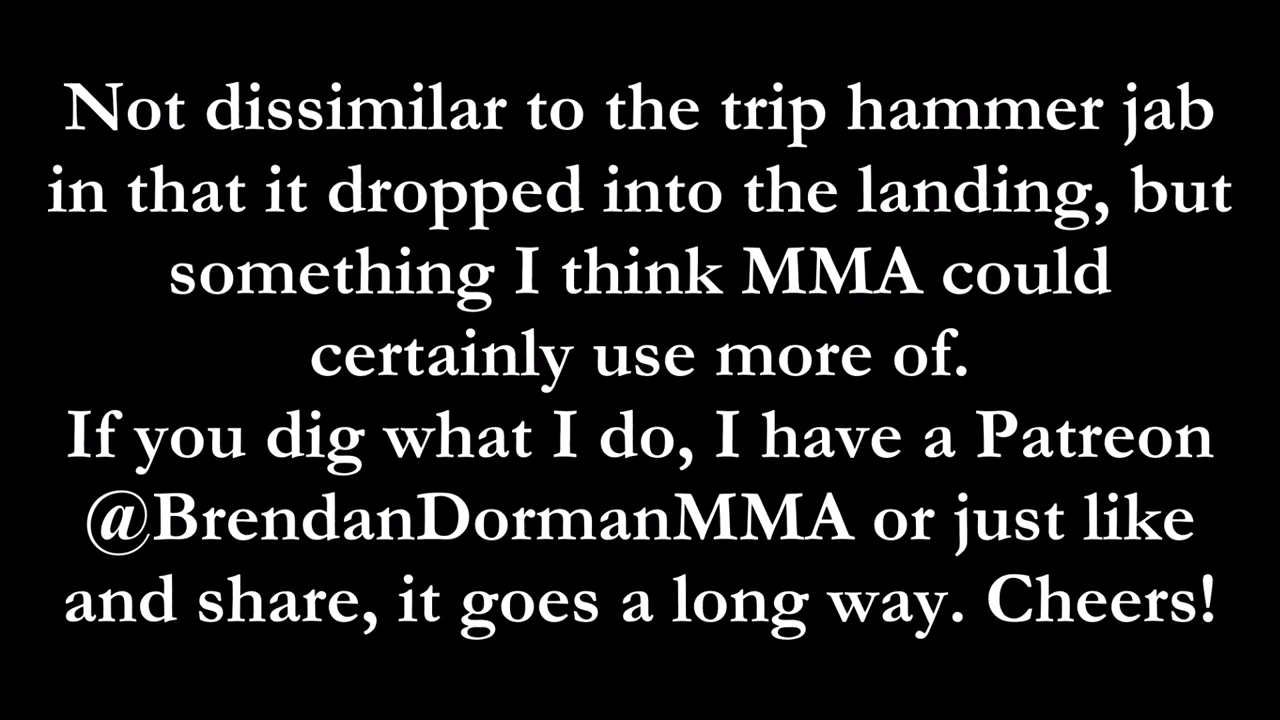 Not dissimilar to the trip hammer jab
in that it dropped into the landing, but
something I think MMA could
certainly use more of.
If you dig what I do, I have a Patreon
@BrendanDormanMMA or just like
and share, it goes a long way. Cheers!